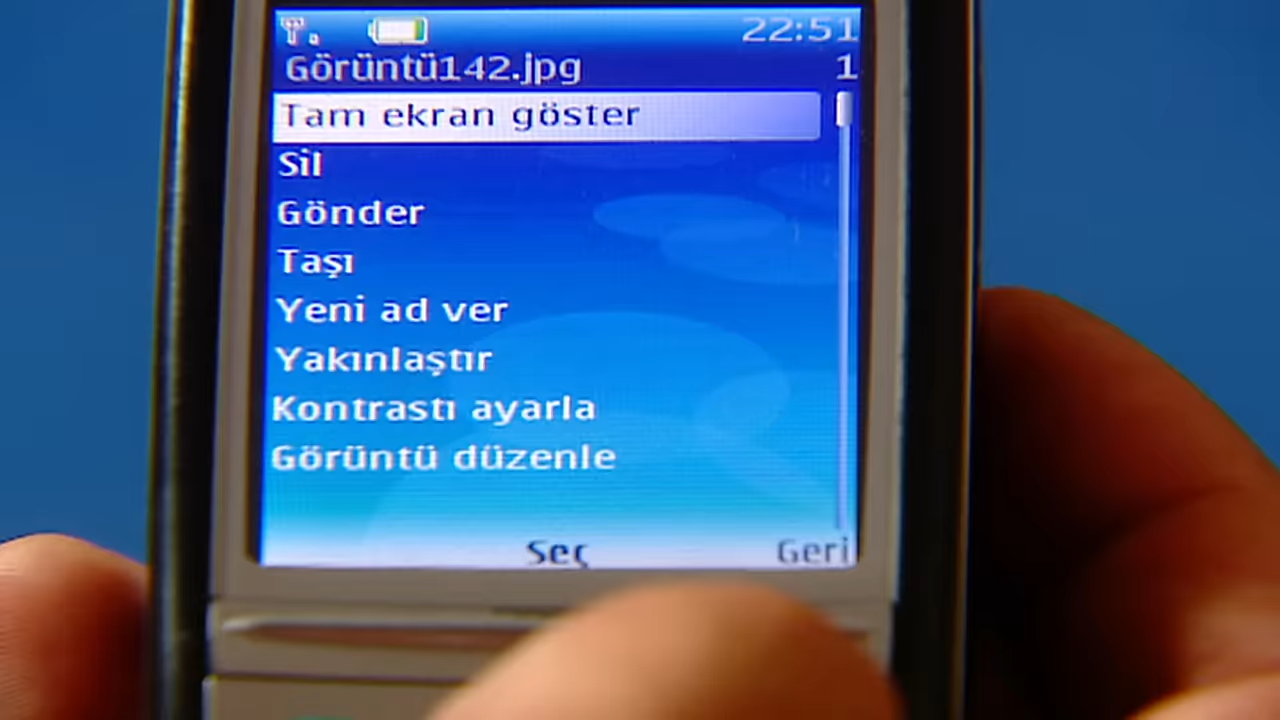 22:51
Görüntü142.jpg 1
Tam ekran göster
Sil
Gönder
Taşı
Yeni ad ver
Yakınlaştır
Kontrastı ayarla
Görüntü düzenle
Seç Geri